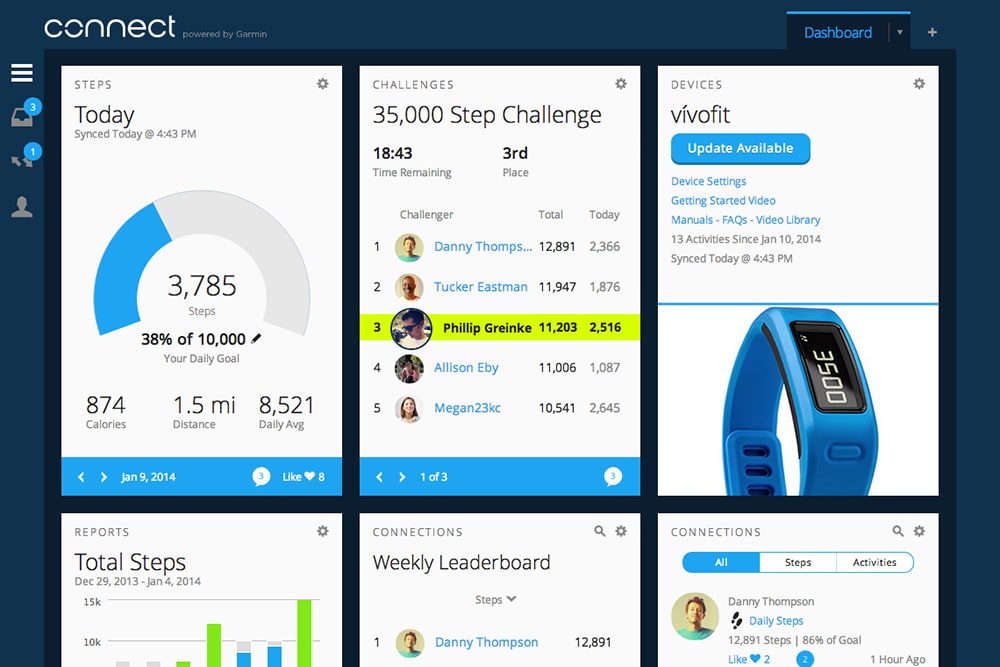 connect powered by Garmin
Dashboard
3
1
STEPS
Today
Synced Today @ 4:43 PM
3,785
Steps
38% of 10,000
Your Daily Goal
874 1.5 mi 8,521
Calories Distance Daily Avg
Jan 9, 2014 3 Like 8
CHALLENGES
35,000 Step Challenge
18:43 3rd
Time Remaining Place
Challenger Total Today
1 Danny Thomps... 12,891 2,366
2 Tucker Eastman 11,947 1,876
3 Phillip Greinke 11,203 2,516
4 Allison Eby 11,006 1,087
5 Megan23kc 10,541 2,645
1 of 3 3
DEVICES
vívofit
Update Available
Device Settings
Getting Started Video
Manuals - FAQs - Video Library
13 Activities Since Jan 10, 2014
Synced Today @ 4:43 PM
3500
REPORTS
Total Steps
Dec 29, 2013 - Jan 4, 2014
15k
10k
CONNECTIONS
Weekly Leaderboard
Steps
1 Danny Thompson 12,891
CONNECTIONS
All Steps Activities
Danny Thompson
Daily Steps
12,891 Steps | 86% of Goal
Like 2 2 1 Hour Ago